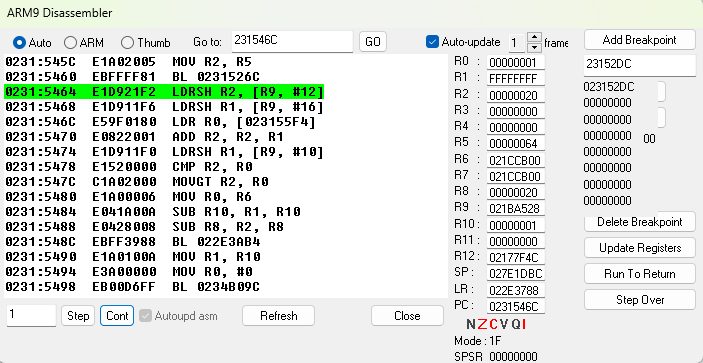 ARM9 Disassembler
Auto ARM Thumb Go to: 231546C GO Auto-update 1 frame Add Breakpoint
0231:545C E1A02005 MOV R2, R5
0231:5460 EBFFFF81 BL 0231526C
0231:5464 E1D921F2 LDRSH R2, [R9, #12]
0231:5468 E1D911F6 LDRSH R1, [R9, #16]
0231:546C E59F0180 LDR R0, [023155F4]
0231:5470 E0822001 ADD R2, R2, R1
0231:5474 E1D911F0 LDRSH R1, [R9, #10]
0231:5478 E1520000 CMP R2, R0
0231:547C C1A02000 MOVGT R2, R0
0231:5480 E1A00006 MOV R0, R6
0231:5484 E041A00A SUB R10, R1, R10
0231:5488 E0428008 SUB R8, R2, R8
0231:548C EBFF3988 BL 022E3AB4
0231:5490 E1A0100A MOV R1, R10
0231:5494 E3A00000 MOV R0, #0
0231:5498 EB00D6FF BL 0234B09C
R0 : 00000001
R1 : FFFFFFFF
R2 : 00000020
R3 : 00000000
R4 : 00000000
R5 : 00000064
R6 : 021CCB00
R7 : 021CCB00
R8 : 00000020
R9 : 021BA528
R10 : 00000001
R11 : 00000000
R12 : 02177F4C
SP : 027E1DBC
LR : 022E3788
PC : 0231546C
NZCVQI
Mode : 1F
SPSR 00000000
23152DC
023152DC
00000000
00000000
00000000 00
00000000
00000000
00000000
00000000
Delete Breakpoint
Update Registers
Run To Return
Step Over
1 Step Cont Autoupd asm Refresh Close